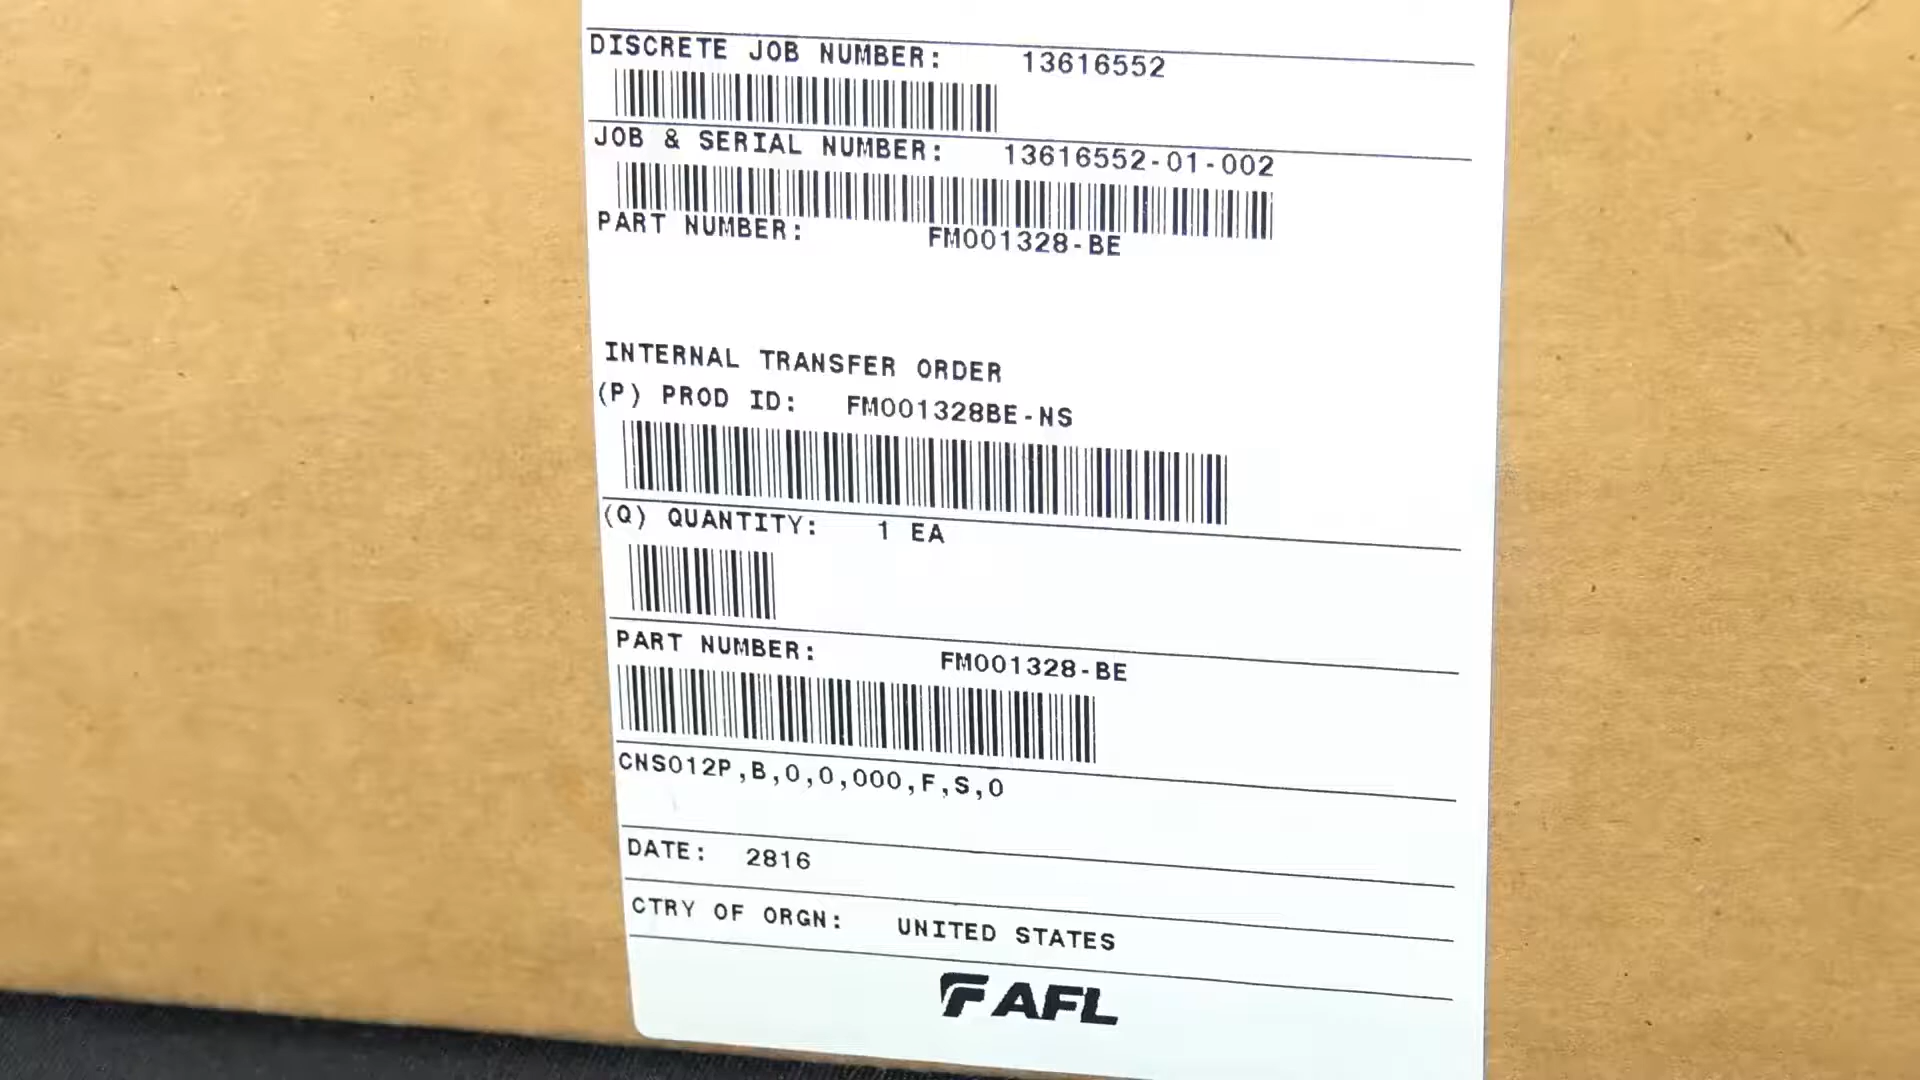 DISCRETE JOB NUMBER: 13616552
JOB & SERIAL NUMBER: 13616552-01-002
PART NUMBER: FM001328-BE
INTERNAL TRANSFER ORDER
(P) PROD ID: FM001328BE-NS
(Q) QUANTITY: 1 EA
PART NUMBER: FM001328-BE
CNS012P,B,0,0,000,F,S,0
DATE: 2816
CTRY OF ORGN: UNITED STATES
AFL